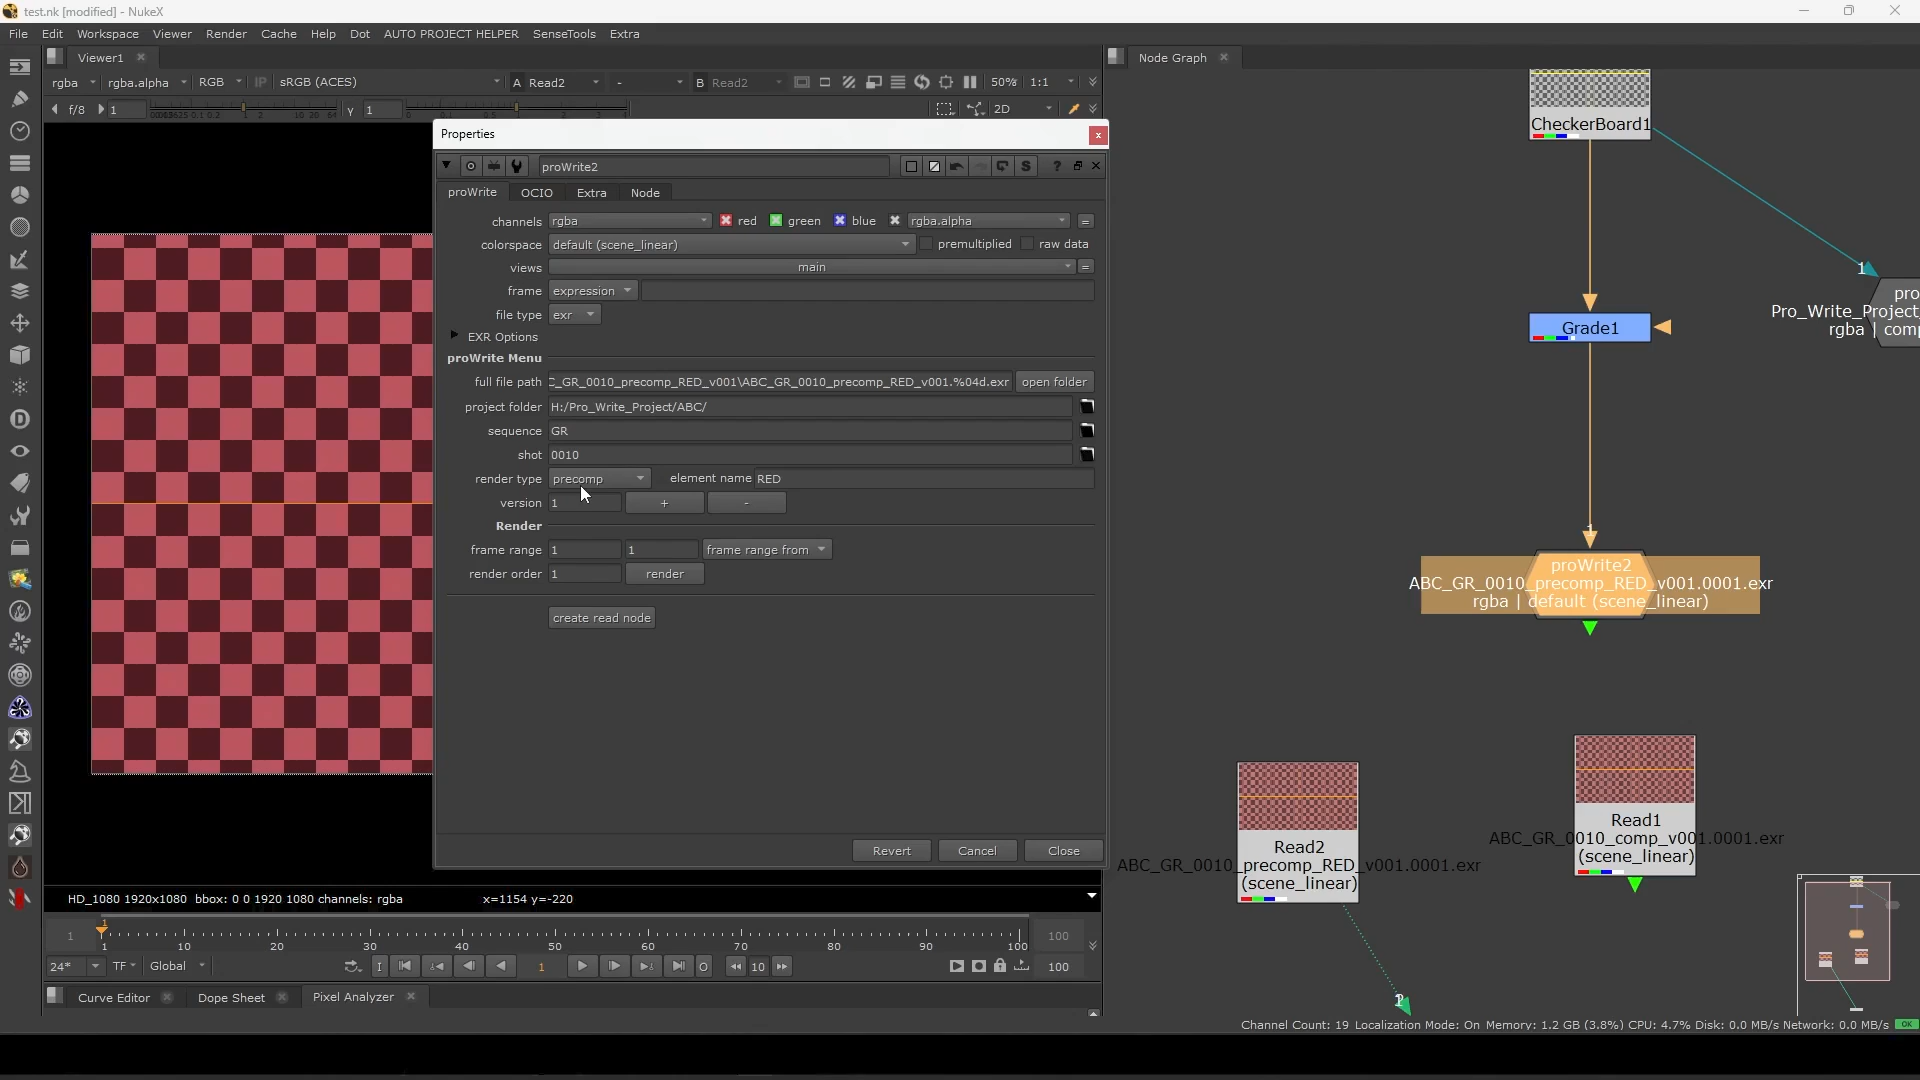 test.nk [modified] - NukeX
File Edit Workspace Viewer Render Cache Help Dot AUTO PROJECT HELPER SenseTools Extra
Viewer1
rgba rgba.alpha RGB IP sRGB (ACES) A Read2 - B Read2 50% 1:1
f/8 1 Y 1 2D
Properties
proWrite2
S ?
proWrite OCIO Extra Node
channels rgba red green blue rgba.alpha =
colorspace default (scene_linear) premultiplied raw data
views main =
frame expression
file type exr
EXR Options
proWrite Menu
full file path C_GR_0010_precomp_RED_v001\ABC_GR_0010_precomp_RED_v001.%04d.exr open folder
project folder H:/Pro_Write_Project/ABC/
sequence GR
shot 0010
render type precomp element name RED
version 1 + -
Render
frame range 1 1 frame range from
render order 1 render
create read node
Revert Cancel Close
HD_1080 1920x1080 bbox: 0 0 1920 1080 channels: rgba x=1154 y=-220
1 1 10 20 30 40 50 60 70 80 90 100 100
24* TF Global I 1 O 10 100
Curve Editor Dope Sheet Pixel Analyzer
Node Graph
CheckerBoard1
1
pro
Pro_Write_Project/
rgba | comp
Grade1
1
proWrite2
ABC_GR_0010_precomp_RED_v001.0001.exr
rgba | default (scene_linear)
Read1
ABC_GR_0010_comp_v001.0001.exr
(scene_linear)
Read2
ABC_GR_0010_precomp_RED_v001.0001.exr
(scene_linear)
Channel Count: 19 Localization Mode: On Memory: 1.2 GB (3.8%) CPU: 4.7% Disk: 0.0 MB/s Network: 0.0 MB/s OK